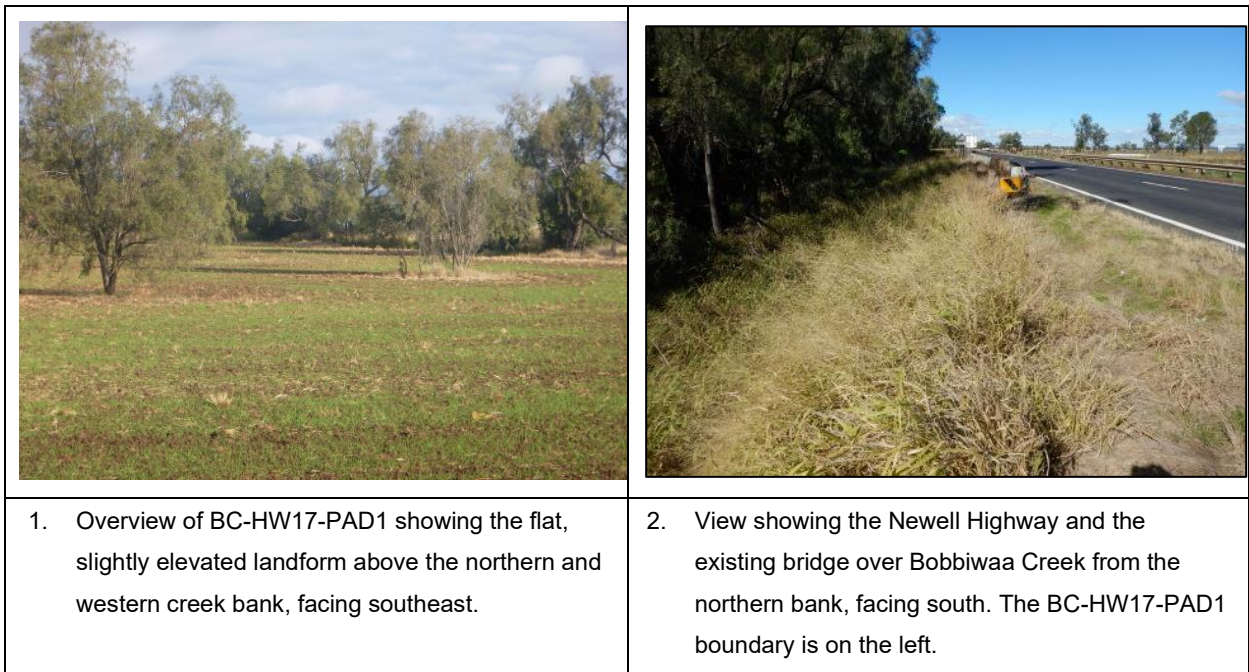 1. Overview of BC-HW17-PAD1 showing the flat,
slightly elevated landform above the northern and
western creek bank, facing southeast.
2. View showing the Newell Highway and the
existing bridge over Bobbiwaa Creek from the
northern bank, facing south. The BC-HW17-PAD1
boundary is on the left.